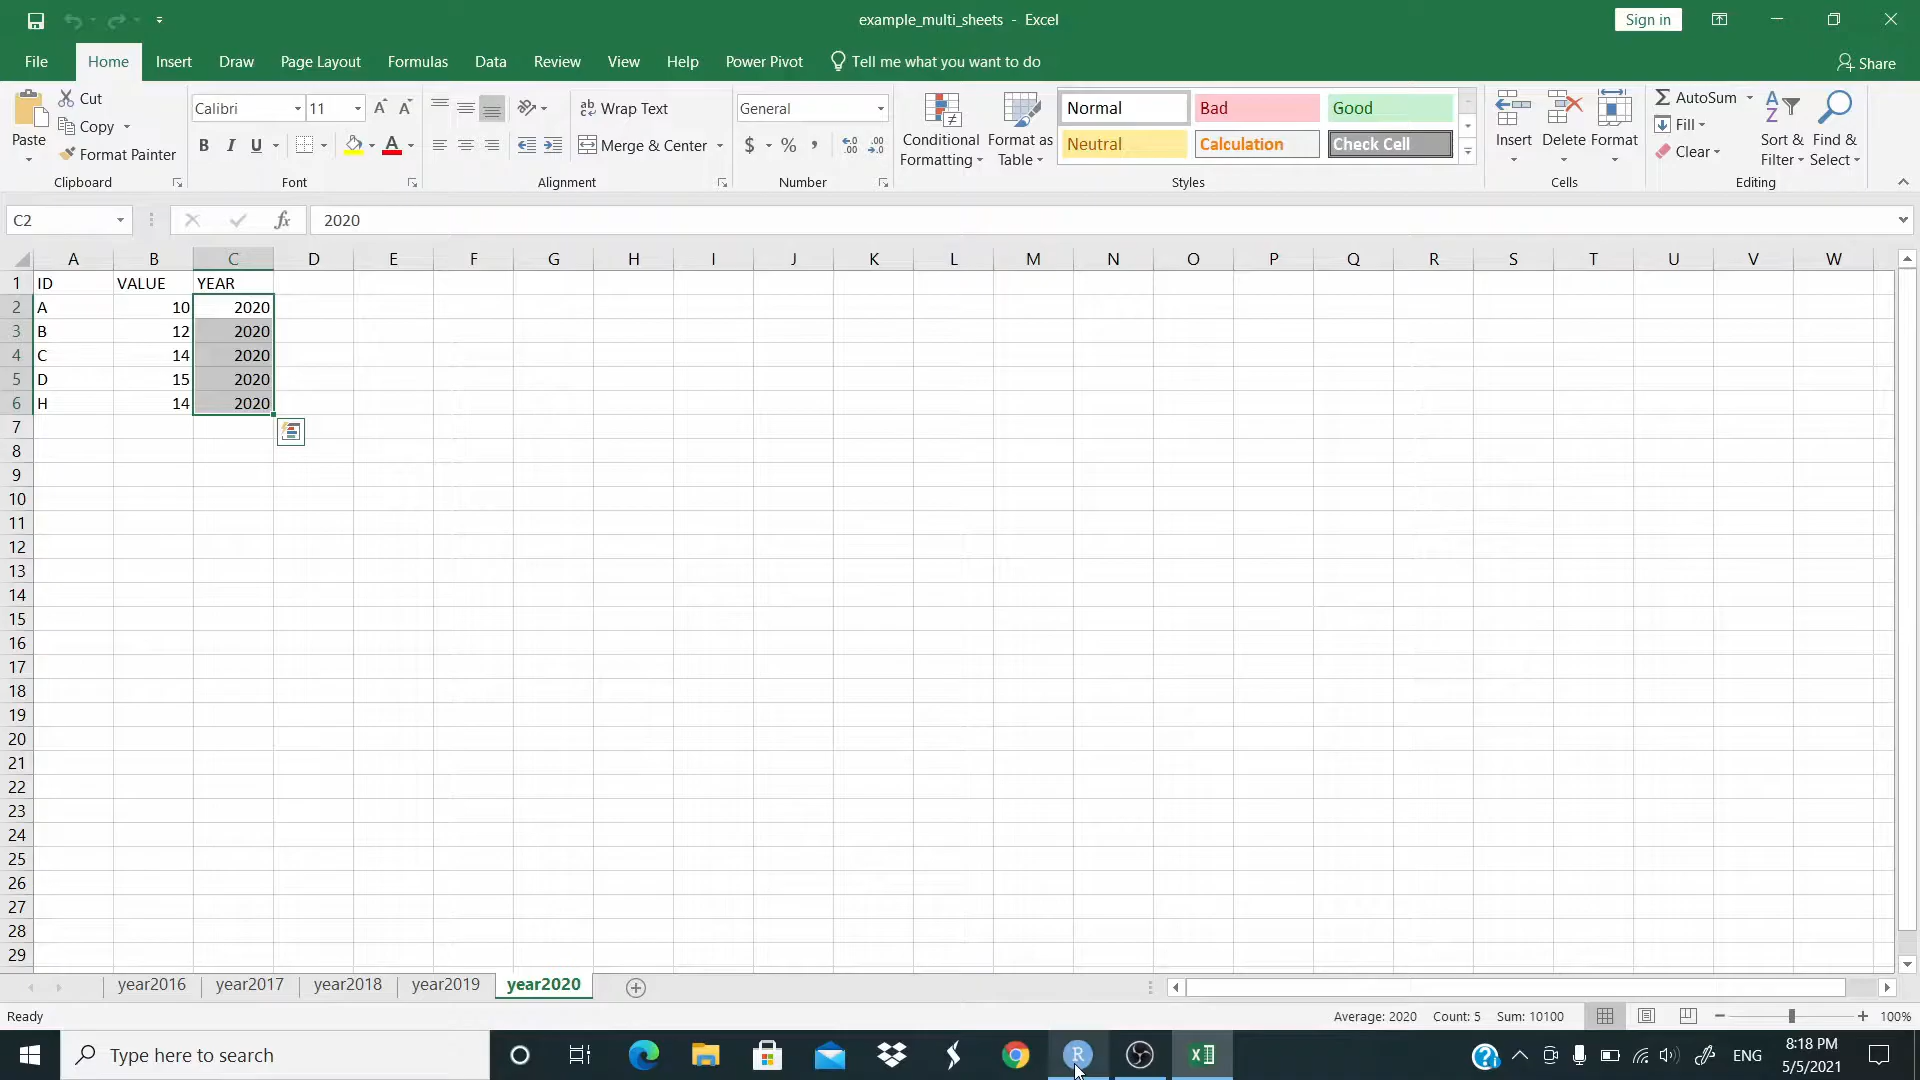 example_multi_sheets - Excel
Sign in
File Home Insert Draw Page Layout Formulas Data Review View Help Power Pivot Tell me what you want to do Share
Paste
Cut
Copy
Format Painter
Clipboard
Calibri 11
B I U
Font
Wrap Text
Merge & Center
Alignment
General
$ % ,
Number
Conditional Formatting
Format as Table
Normal Bad Good
Neutral Calculation Check Cell
Styles
Insert Delete Format
Cells
AutoSum
Fill
Clear
Sort & Filter
Find & Select
Editing
C2 fx 2020
A B C D E F G H I J K L M N O P Q R S T U V W
1 ID VALUE YEAR
2 A 10 2020
3 B 12 2020
4 C 14 2020
5 D 15 2020
6 H 14 2020
7
8
9
10
11
12
13
14
15
16
17
18
19
20
21
22
23
24
25
26
27
28
29
year2016 year2017 year2018 year2019 year2020
Ready Average: 2020 Count: 5 Sum: 10100 100%
Type here to search
ENG
8:18 PM
5/5/2021